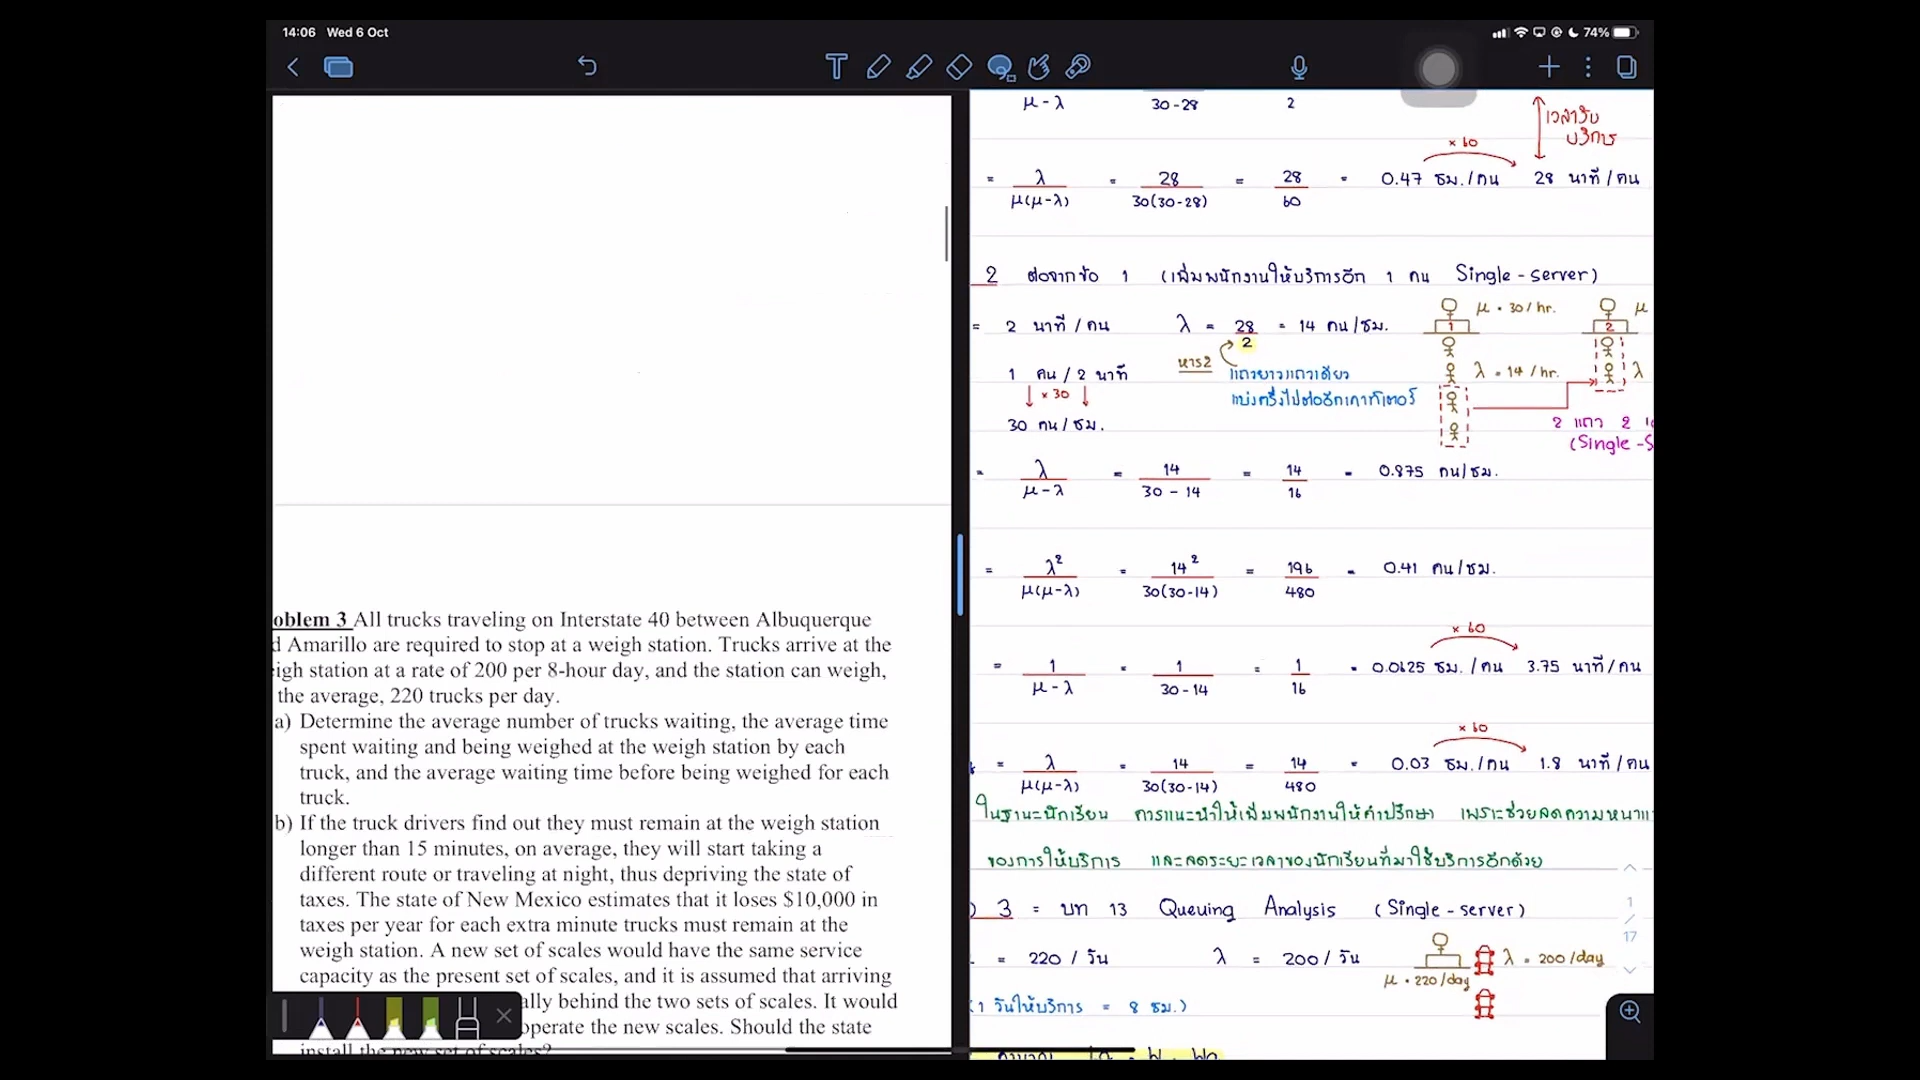 14:06 Wed 6 Oct
74%
oblem 3 All trucks traveling on Interstate 40 between Albuquerque
d Amarillo are required to stop at a weigh station. Trucks arrive at the
igh station at a rate of 200 per 8-hour day, and the station can weigh,
the average, 220 trucks per day.
a) Determine the average number of trucks waiting, the average time
spent waiting and being weighed at the weigh station by each
truck, and the average waiting time before being weighed for each
truck.
b) If the truck drivers find out they must remain at the weigh station
longer than 15 minutes, on average, they will start taking a
different route or traveling at night, thus depriving the state of
taxes. The state of New Mexico estimates that it loses $10,000 in
taxes per year for each extra minute trucks must remain at the
weigh station. A new set of scales would have the same service
capacity as the present set of scales, and it is assumed that arriving
ally behind the two sets of scales. It would
operate the new scales. Should the state
install the new set of scales?
μ-λ 30-28 2
เวลารับ
บริการ
× 60
= λ = 28 = 28 = 0.47 ชม./คน 28 นาที/คน
μ(μ-λ) 30(30-28) 60
2 ต่อจากข้อ 1 (เพิ่มพนักงานให้บริการอีก 1 คน Single-server)
μ = 30/hr. μ
1 2
= 2 นาที/คน λ = 28 = 14 คน/ชม.
2
หาร2
แถวยาวแถวเดียว
แบ่งครึ่งไปต่ออีกเคาท์เตอร์
1 คน / 2 นาที λ = 14/hr. λ
× 30
30 คน/ชม.
2 แถว 2
(Single-S
= λ = 14 = 14 = 0.875 คน/ชม.
μ-λ 30-14 16
= λ² = 14² = 196 = 0.41 คน/ชม.
μ(μ-λ) 30(30-14) 480
× 60
= 1 = 1 = 1 = 0.0625 ชม./คน 3.75 นาที/คน
μ-λ 30-14 16
× 60
= λ = 14 = 14 = 0.03 ชม./คน 1.8 นาที/คน
μ(μ-λ) 30(30-14) 480
ในฐานะนักเรียน การแนะนำให้เพิ่มพนักงานให้คำปรึกษา เพราะช่วยลดความหนาแ
ของการให้บริการ และลดระยะเวลาของนักเรียนที่มาใช้บริการอีกด้วย
3 = บท 13 Queuing Analysis (Single-server)
= 220 / วัน λ = 200 / วัน λ = 200/day
μ = 220/day
(1 วันให้บริการ = 8 ชม.)
1
17